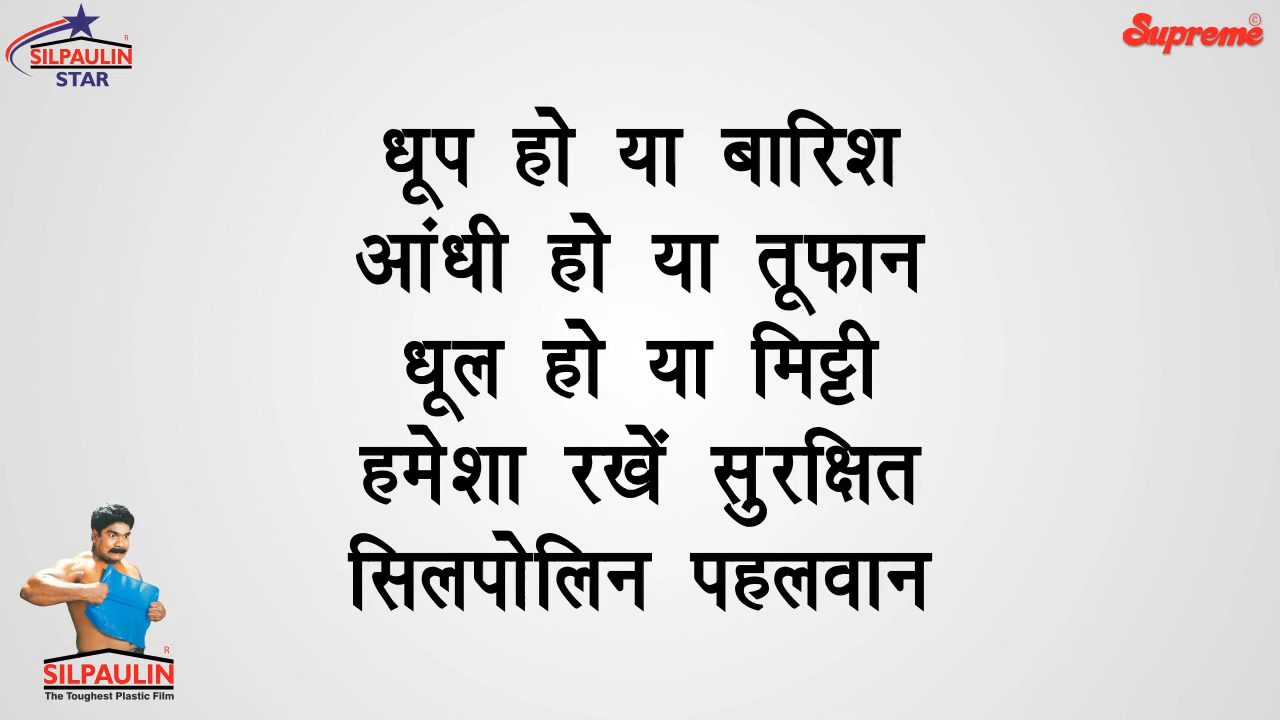 SILPAULIN R
STAR
Supreme ©
धूप हो या बारिश
आंधी हो या तूफान
धूल हो या मिट्टी
हमेशा रखें सुरक्षित
सिलपोलिन पहलवान
R
SILPAULIN
The Toughest Plastic Film